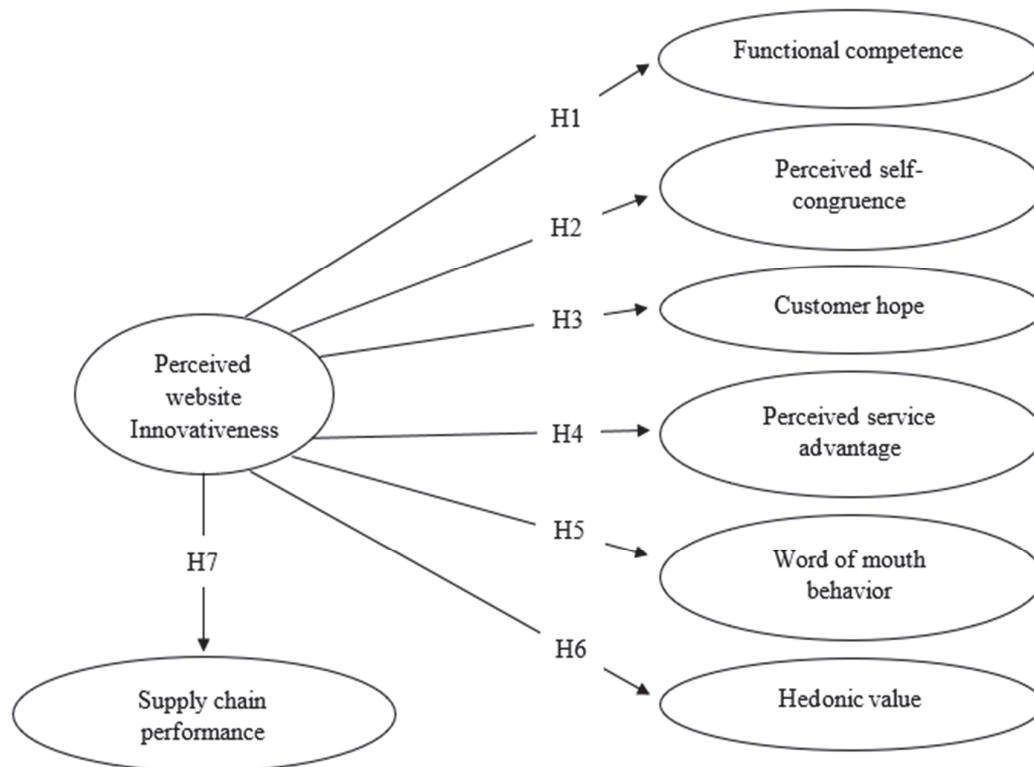 Functional competence
H1
Perceived self-
congruence
H2
Customer hope
H3
Perceived
website
Innovativeness
Perceived service
advantage
H4
Word of mouth
behavior
H5
H7
H6
Hedonic value
Supply chain
performance